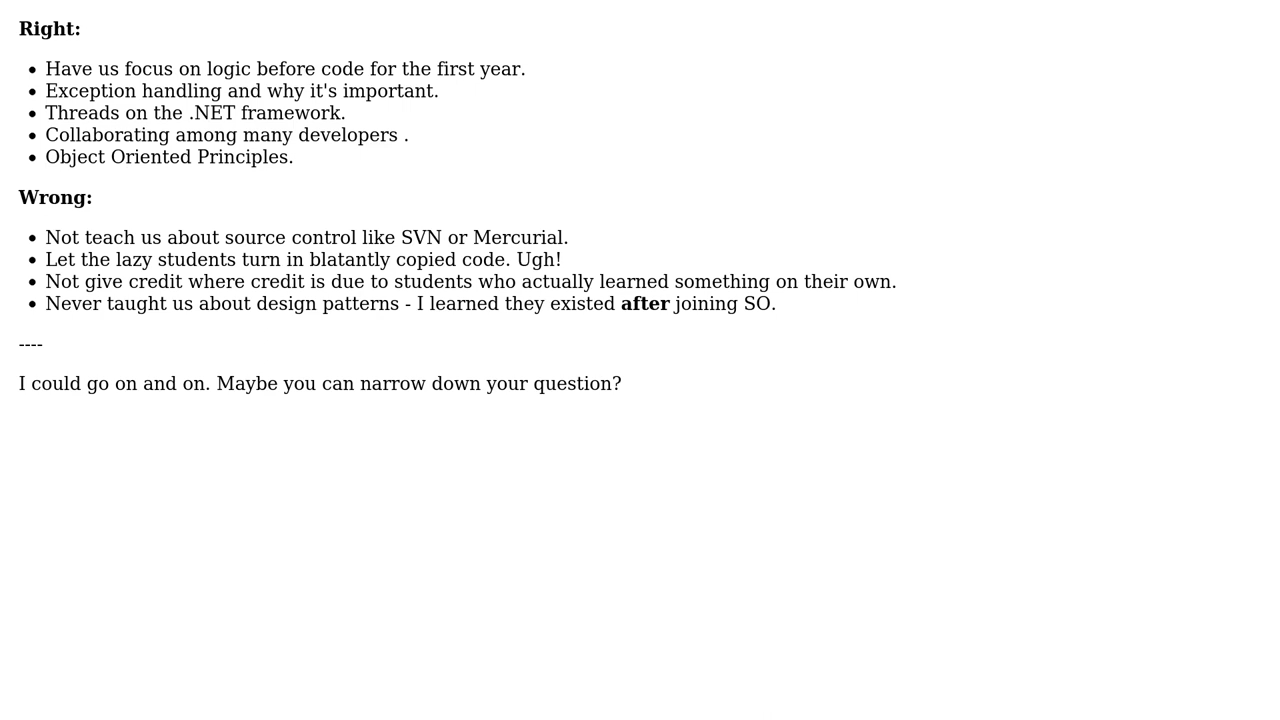 Right:
• Have us focus on logic before code for the first year.
• Exception handling and why it's important.
• Threads on the .NET framework.
• Collaborating among many developers .
• Object Oriented Principles.
Wrong:
• Not teach us about source control like SVN or Mercurial.
• Let the lazy students turn in blatantly copied code. Ugh!
• Not give credit where credit is due to students who actually learned something on their own.
• Never taught us about design patterns - I learned they existed after joining SO.
----
I could go on and on. Maybe you can narrow down your question?